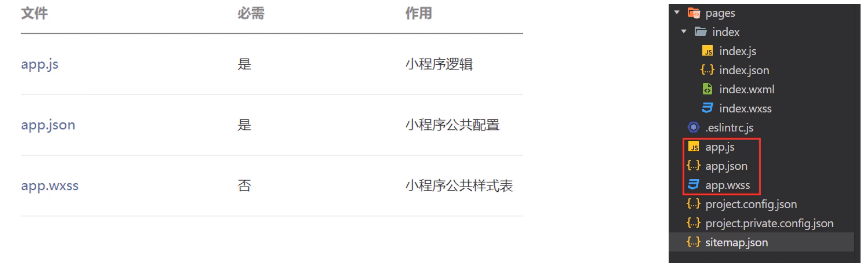 文件 必需 作用
app.js 是 小程序逻辑
app.json 是 小程序公共配置
app.wxss 否 小程序公共样式表
pages
index
index.js
index.json
index.wxml
index.wxss
.eslintrc.js
app.js
app.json
app.wxss
project.config.json
project.private.config.json
sitemap.json